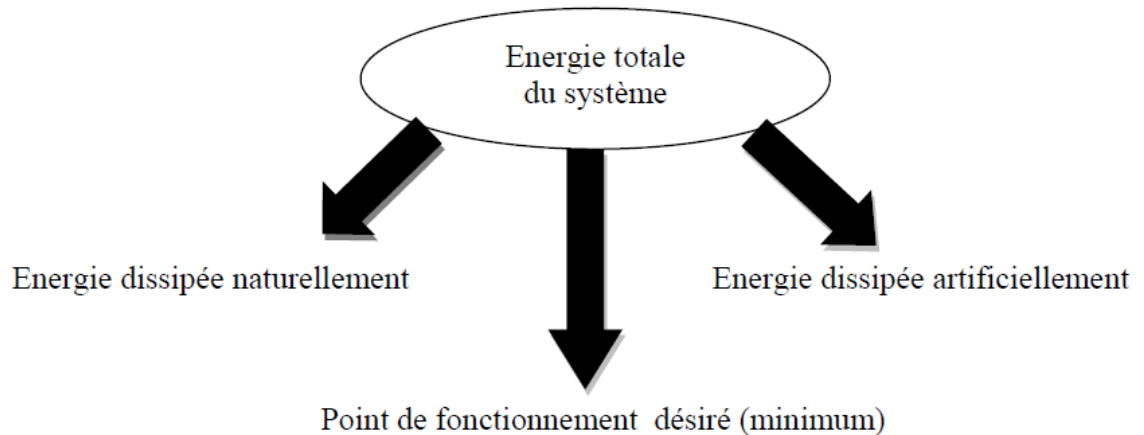 Energie totale
du système
Energie dissipée naturellement
Energie dissipée artificiellement
Point de fonctionnement désiré (minimum)